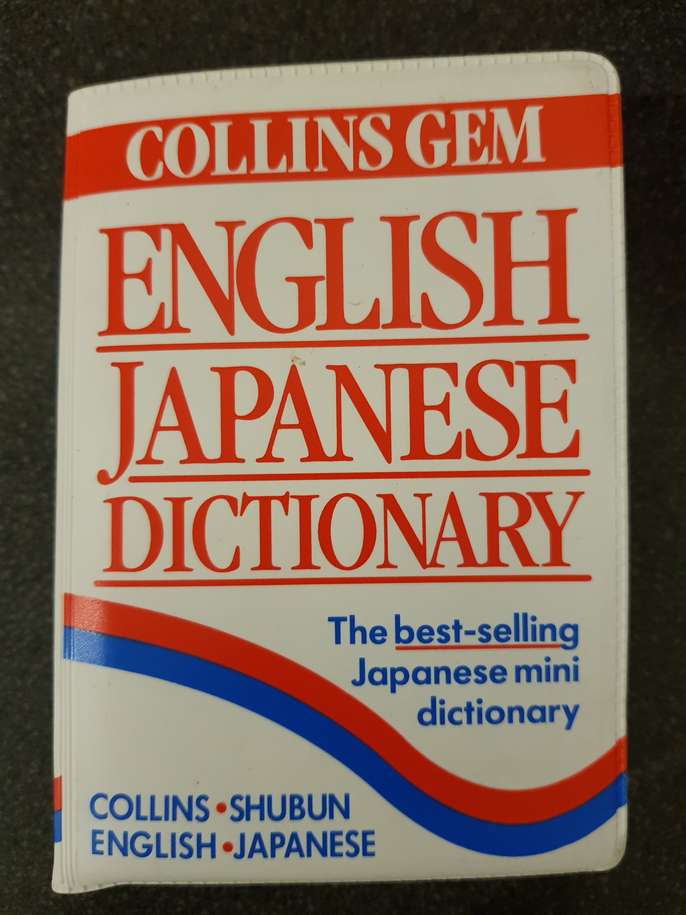 COLLINS GEM
ENGLISH
JAPANESE
DICTIONARY
The best-selling
Japanese mini
dictionary
COLLINS•SHUBUN
ENGLISH•JAPANESE